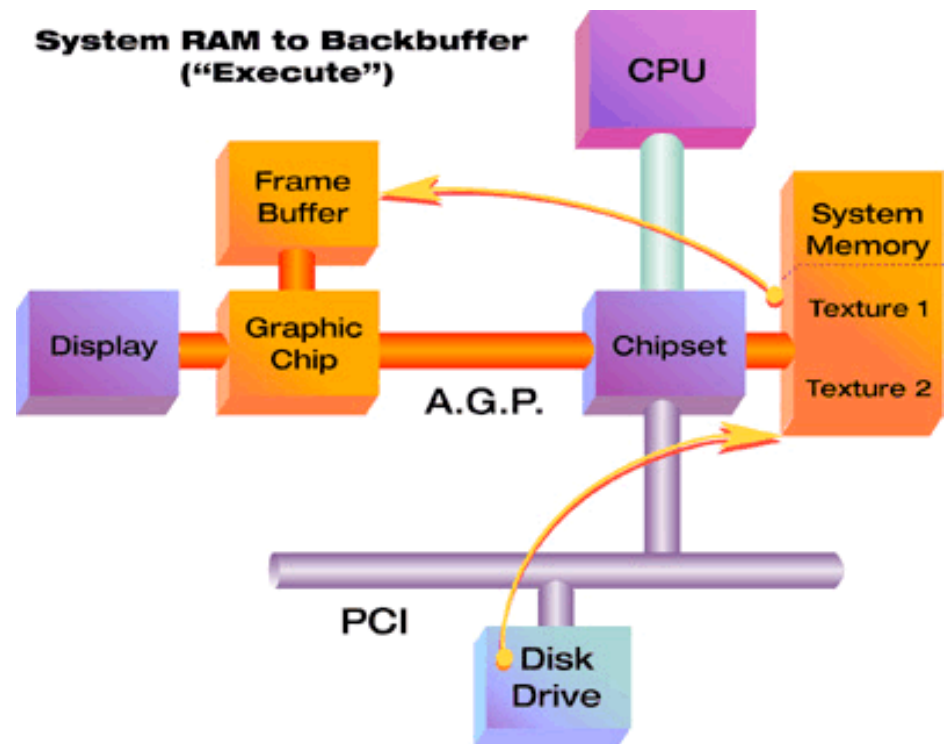 System RAM to Backbuffer
("Execute")
CPU
Frame
Buffer
System
Memory
Texture 1
Texture 2
Display
Graphic
Chip
Chipset
A.G.P.
PCI
Disk
Drive